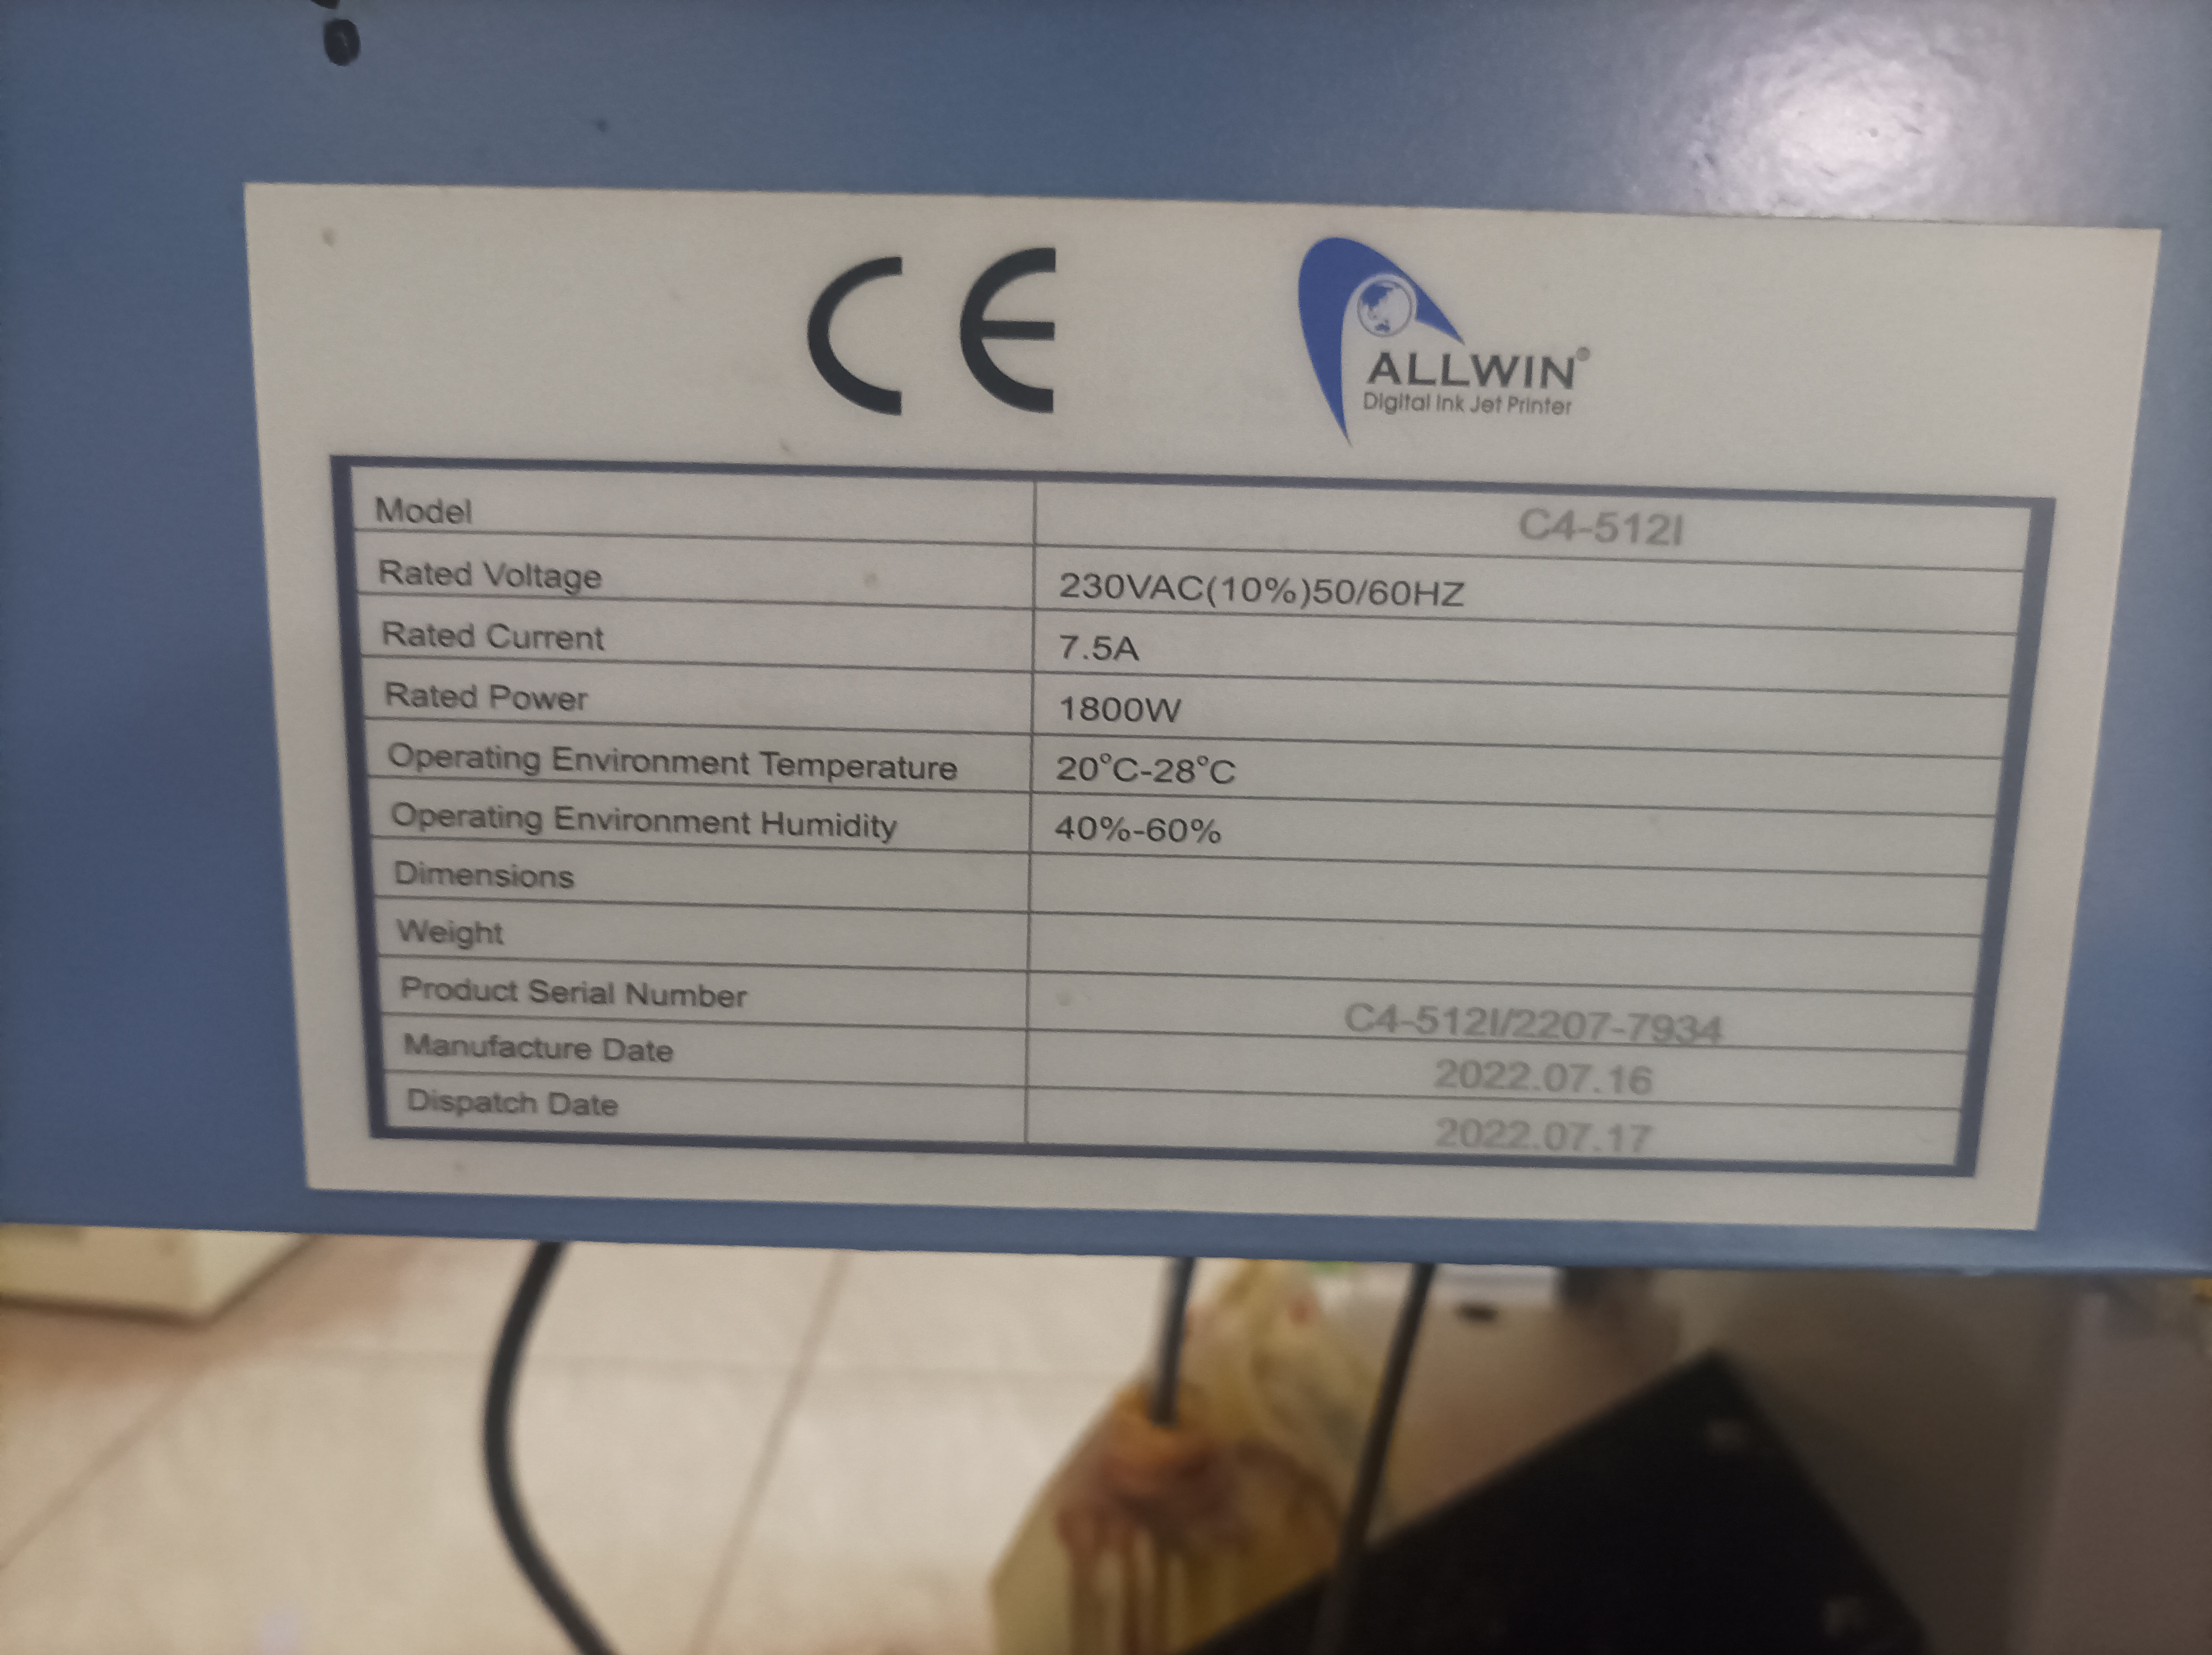 CE
ALLWIN®
Digital Ink Jet Printer
Model C4-512I
Rated Voltage 230VAC(10%)50/60HZ
Rated Current 7.5A
Rated Power 1800W
Operating Environment Temperature 20°C-28°C
Operating Environment Humidity 40%-60%
Dimensions
Weight
Product Serial Number C4-512I/2207-7934
Manufacture Date 2022.07.16
Dispatch Date 2022.07.17